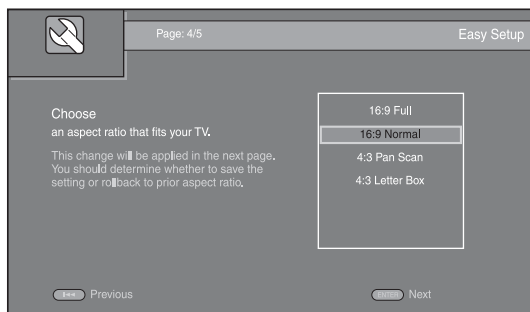 Page: 4/5
Easy Setup
Choose
an aspect ratio that fits your TV.
This change will be applied in the next page.
You should determine whether to save the
setting or rollback to prior aspect ratio.
16:9 Full
16:9 Normal
4:3 Pan Scan
4:3 Letter Box
Previous
ENTER Next